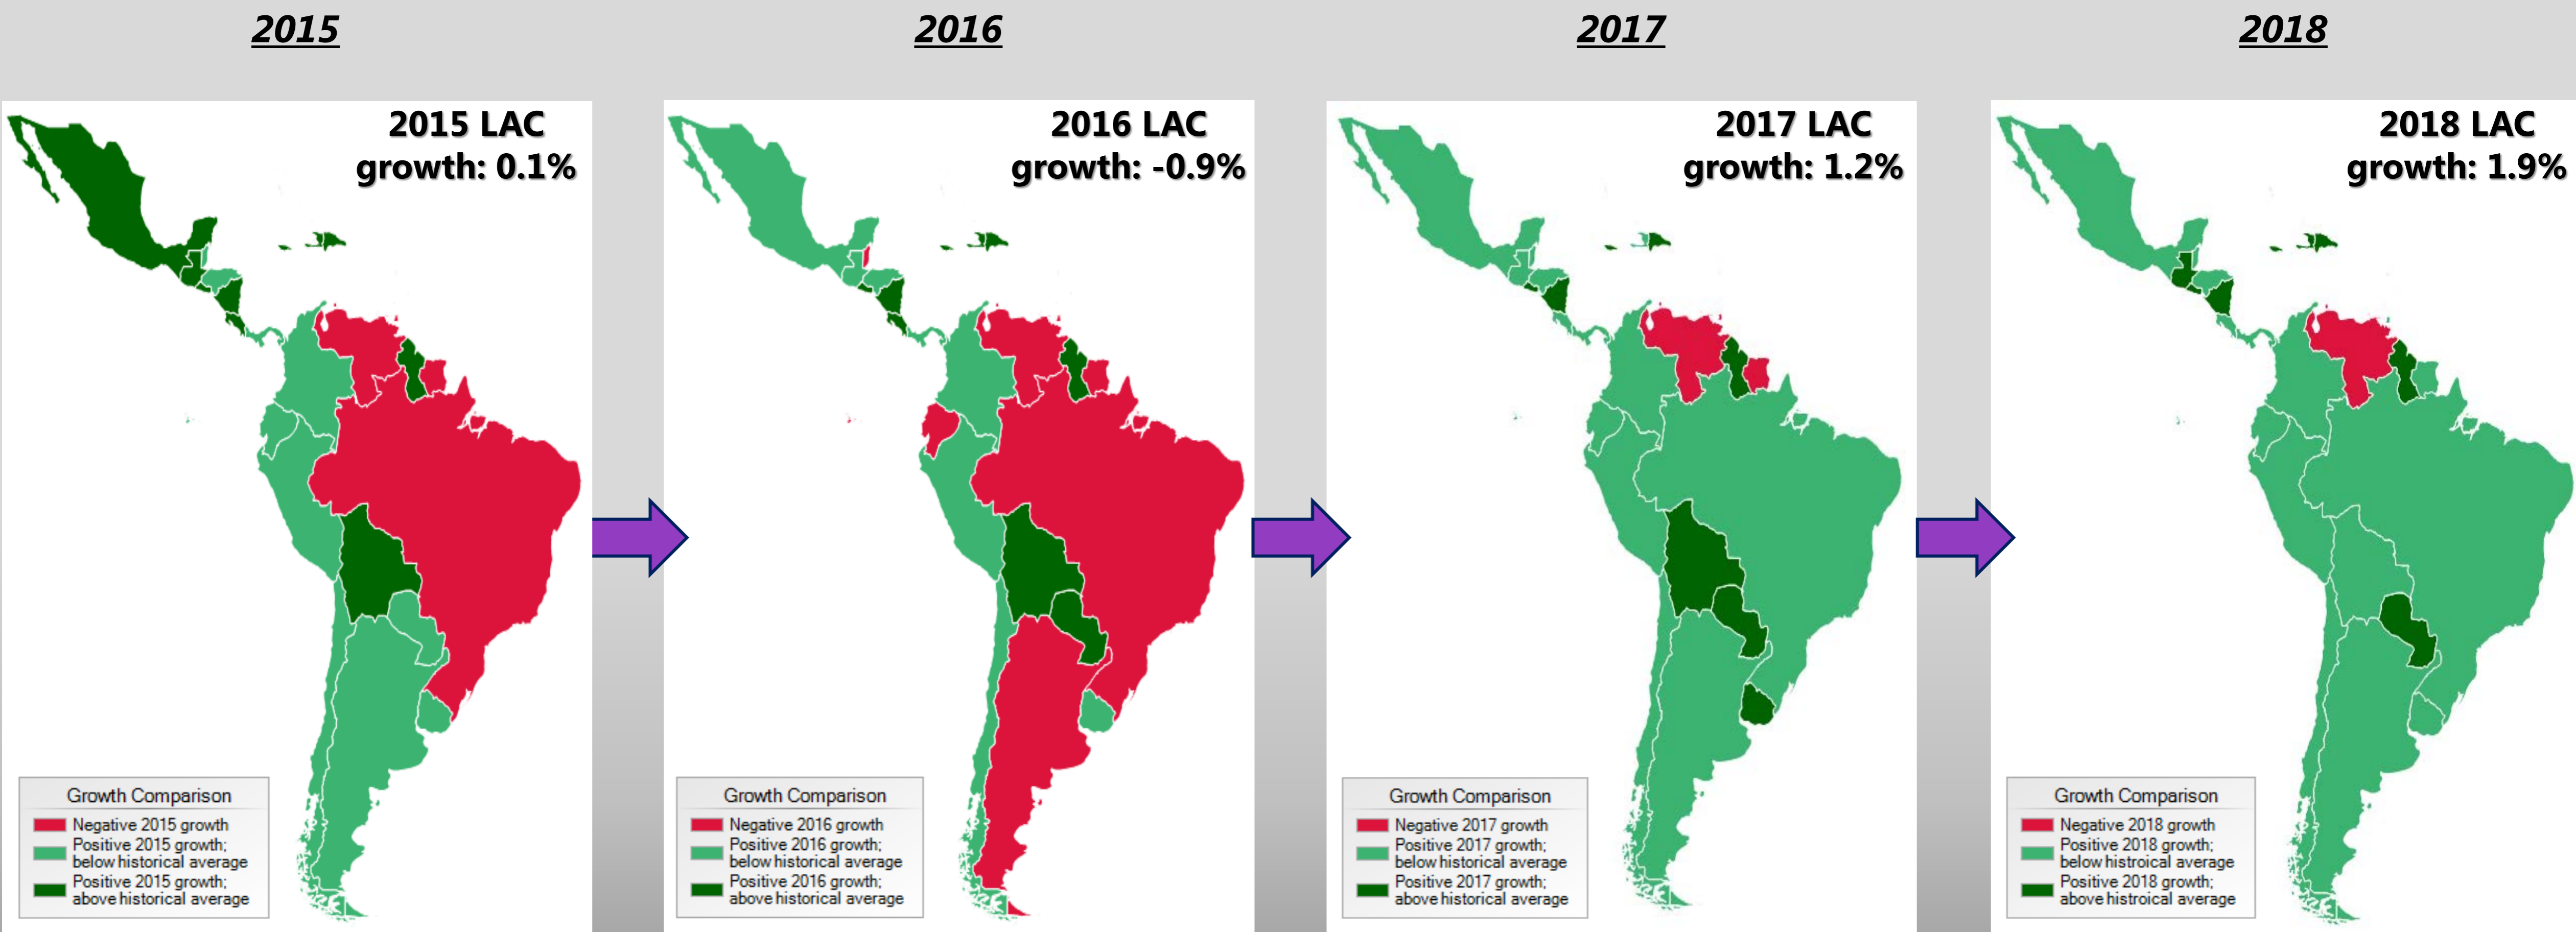 2015
2016
2017
2018
2015 LAC
growth: 0.1%
Growth Comparison
Negative 2015 growth
Positive 2015 growth;
below historical average
Positive 2015 growth;
above historical average
2016 LAC
growth: -0.9%
Growth Comparison
Negative 2016 growth
Positive 2016 growth;
below historical average
Positive 2016 growth;
above historical average
2017 LAC
growth: 1.2%
Growth Comparison
Negative 2017 growth
Positive 2017 growth;
below historical average
Positive 2017 growth;
above historical average
2018 LAC
growth: 1.9%
Growth Comparison
Negative 2018 growth
Positive 2018 growth;
below histroical average
Positive 2018 growth;
above histroical average